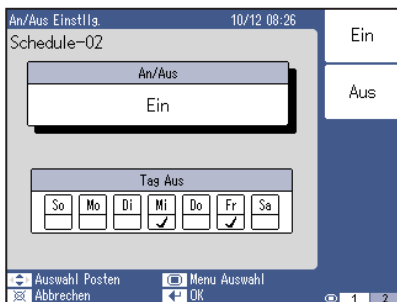 An/Aus Einstllg. 10/12 08:26
Schedule-02
Ein
Aus
An/Aus
Ein
Tag Aus
So Mo Di Mi Do Fr Sa
Auswahl Posten Menu Auswahl
Abbrechen OK
1 2